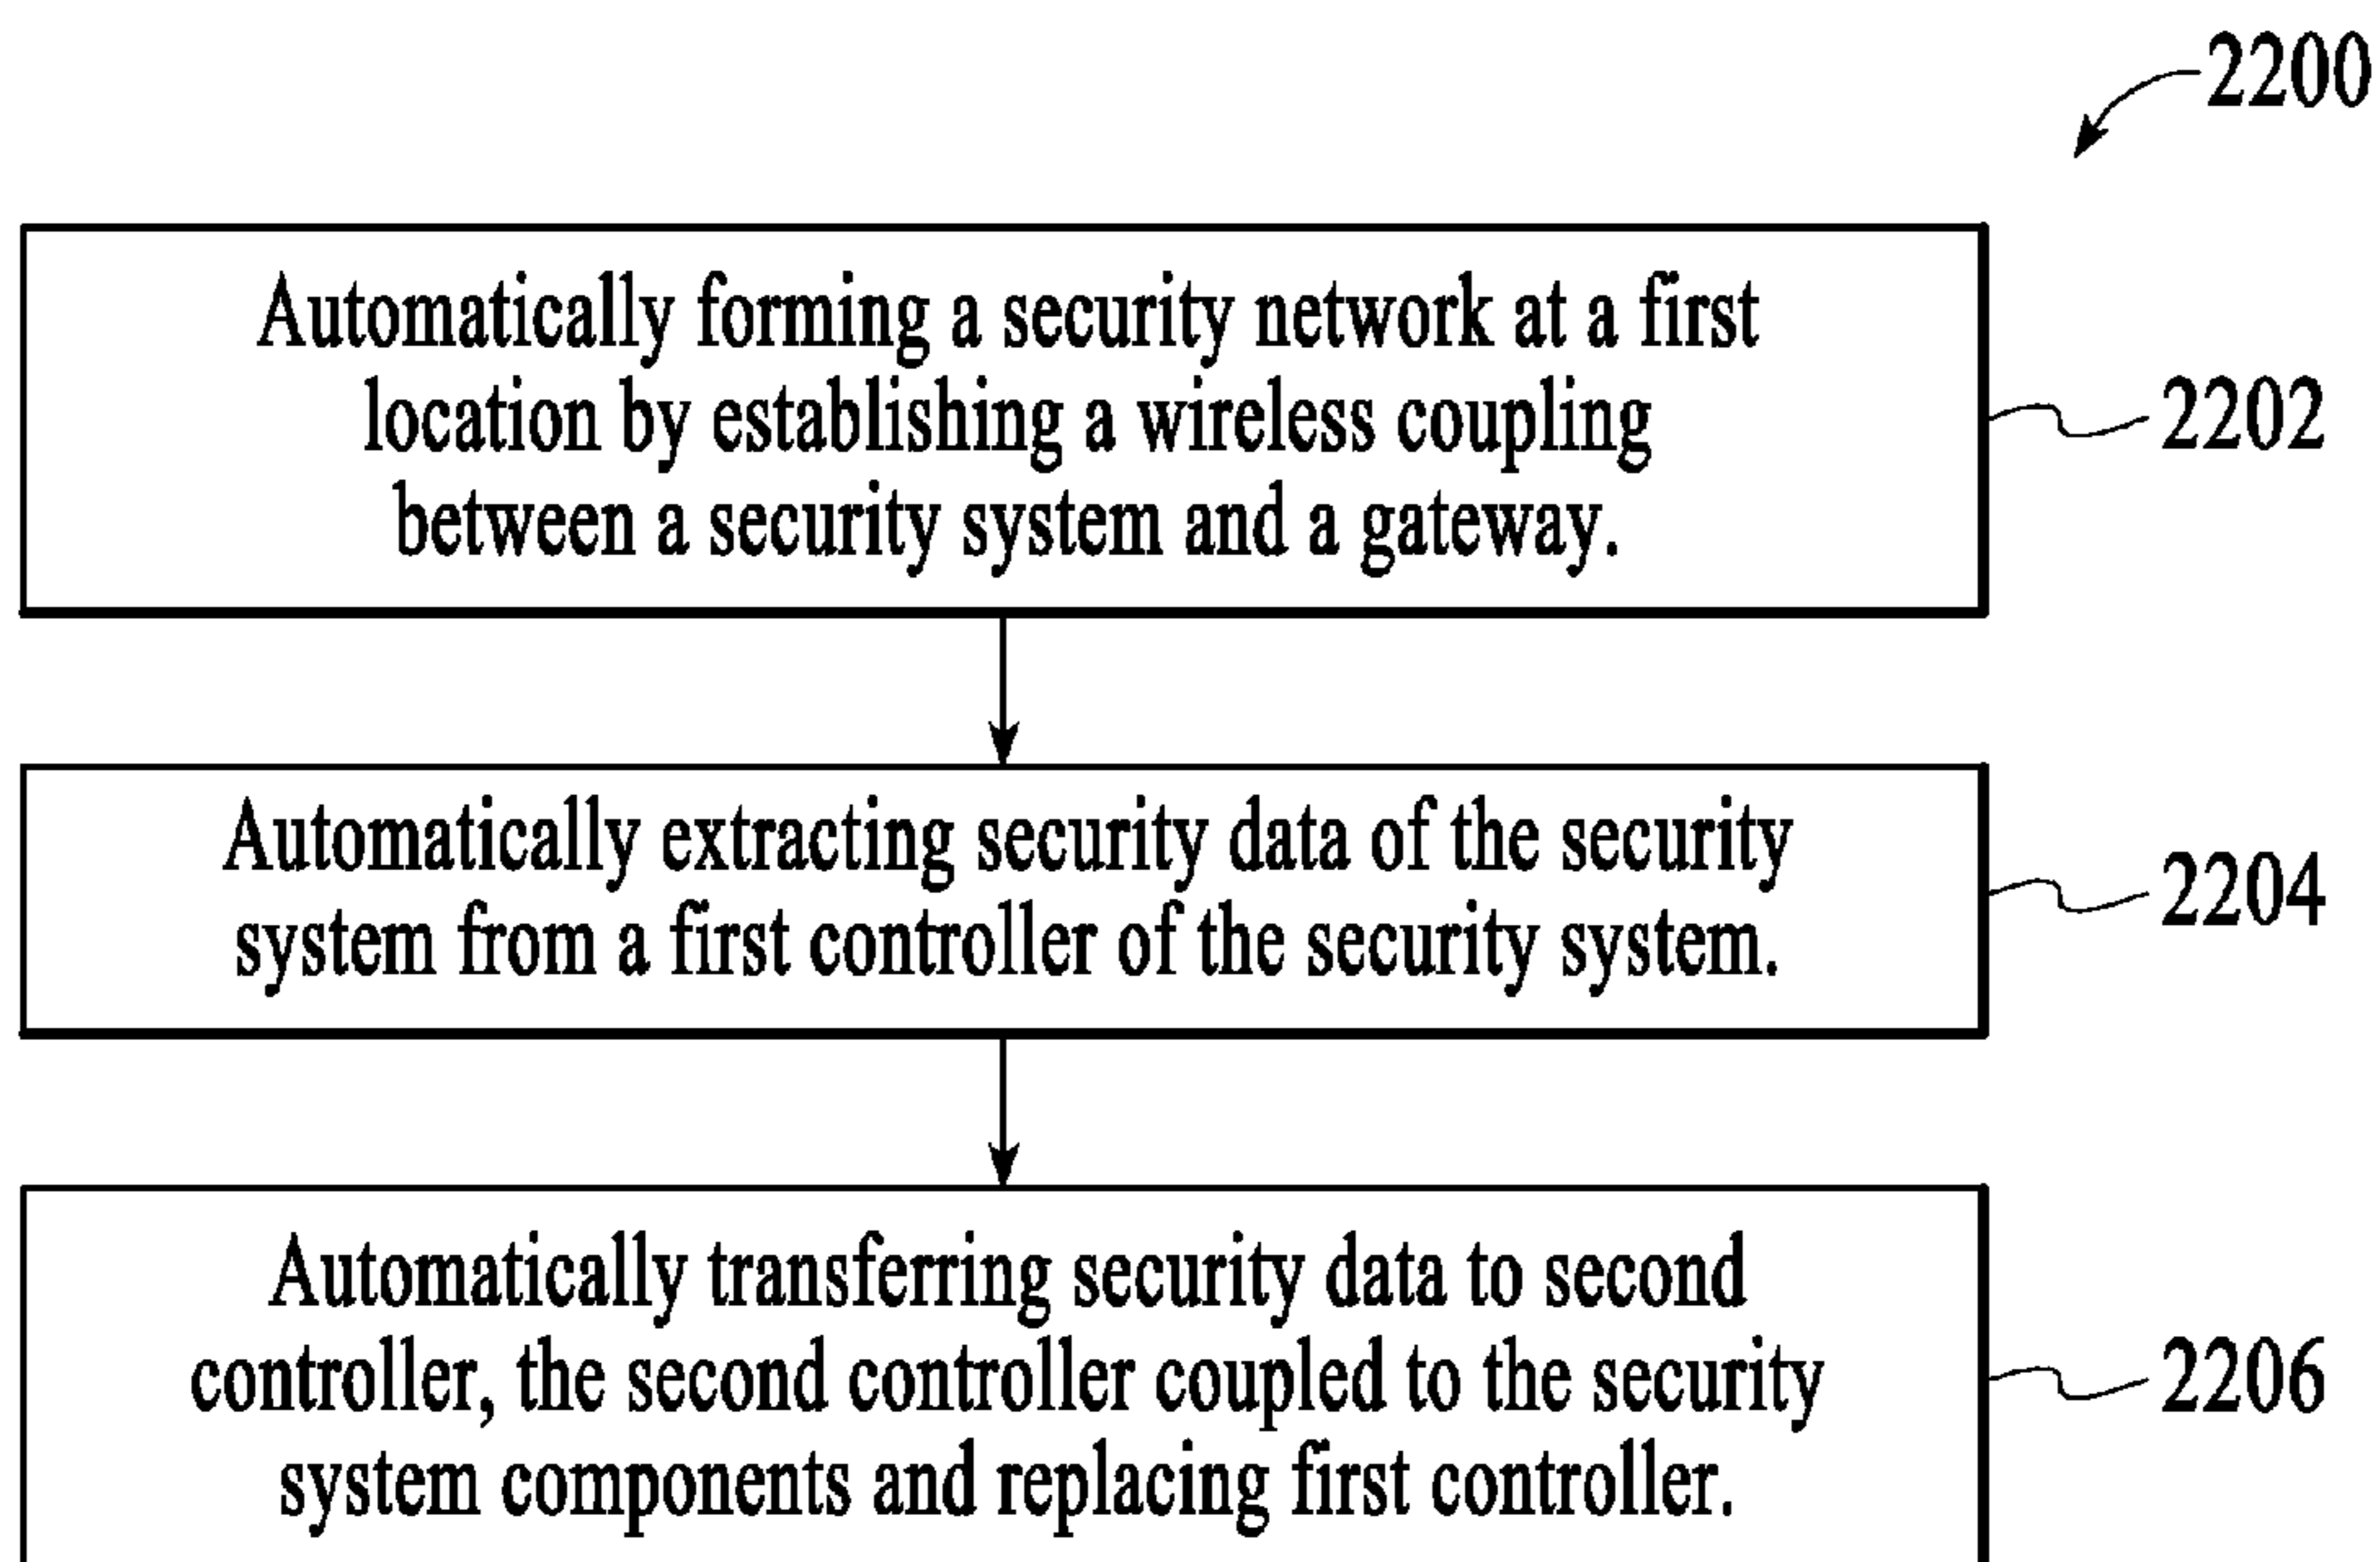 2200
Automatically forming a security network at a first
location by establishing a wireless coupling
between a security system and a gateway.
2202
Automatically extracting security data of the security
system from a first controller of the security system.
2204
Automatically transferring security data to second
controller, the second controller coupled to the security
system components and replacing first controller.
2206